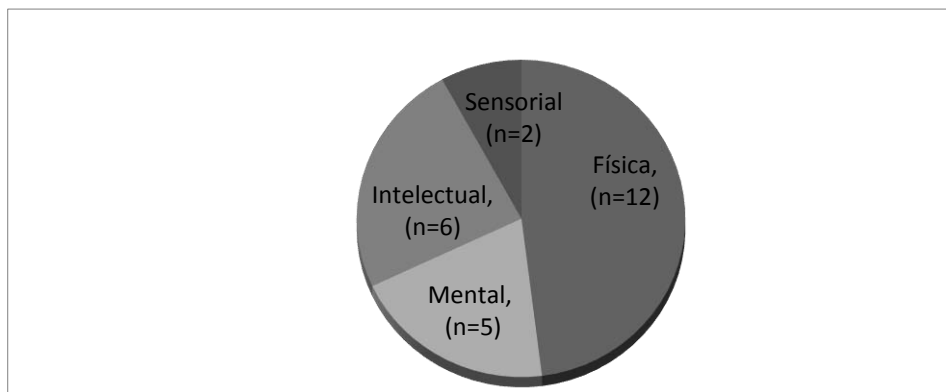 Sensorial
(n=2)
Física,
(n=12)
Intelectual,
(n=6)
Mental,
(n=5)